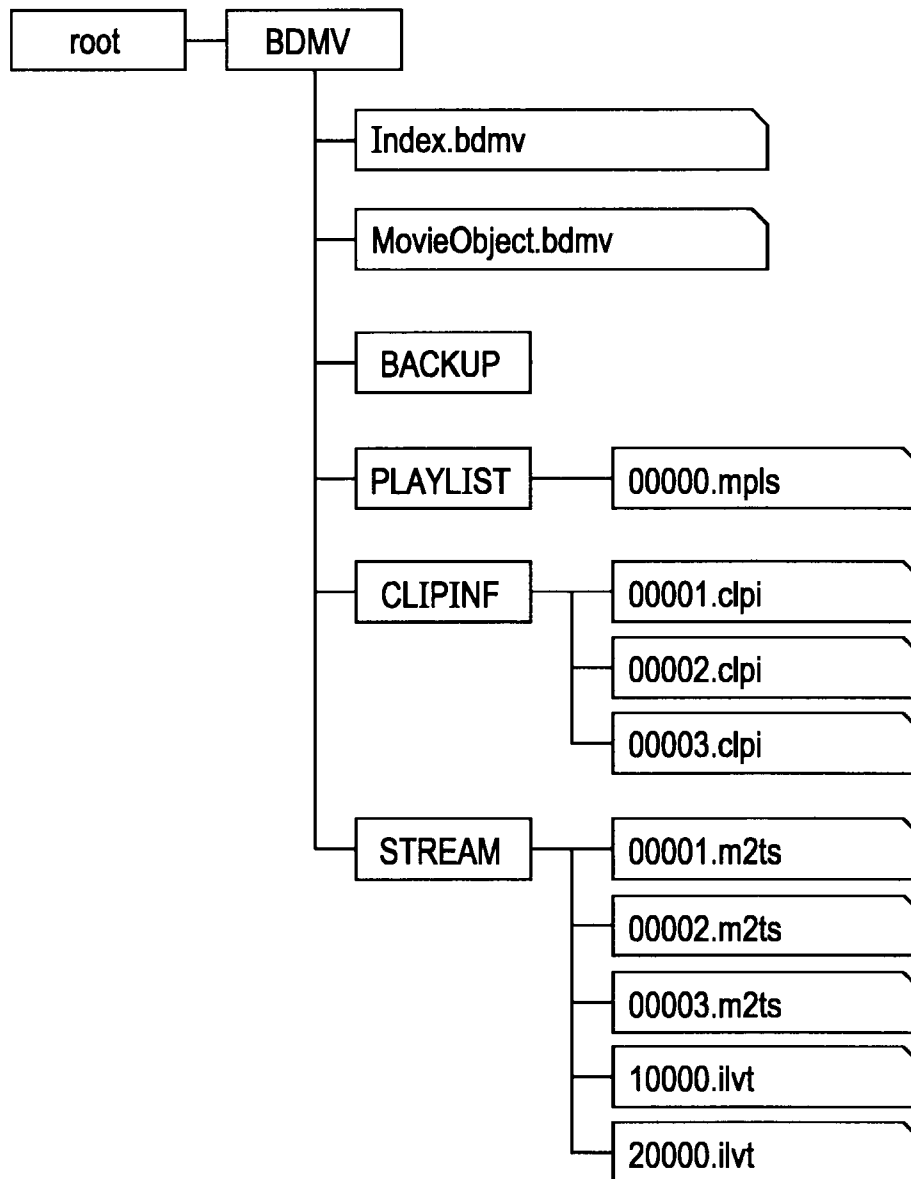 root
BDMV
Index.bdmv
MovieObject.bdmv
BACKUP
PLAYLIST
00000.mpls
CLIPINF
00001.clpi
00002.clpi
00003.clpi
STREAM
00001.m2ts
00002.m2ts
00003.m2ts
10000.ilvt
20000.ilvt